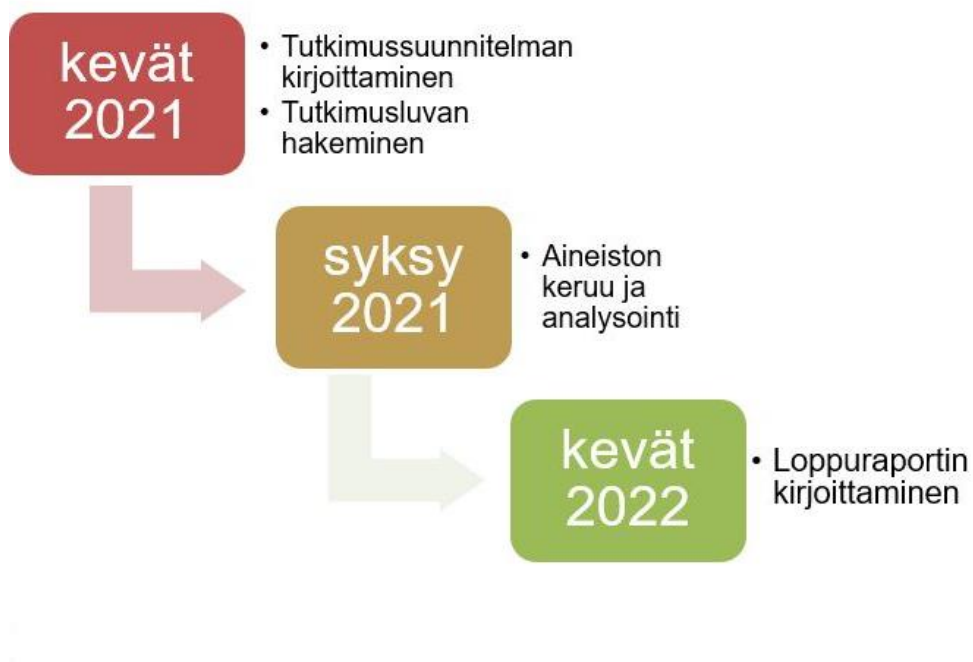 kevät
2021
• Tutkimussuunnitelman
kirjoittaminen
• Tutkimusluvan
hakeminen
syksy
2021
• Aineiston
keruu ja
analysointi
kevät
2022
• Loppuraportin
kirjoittaminen